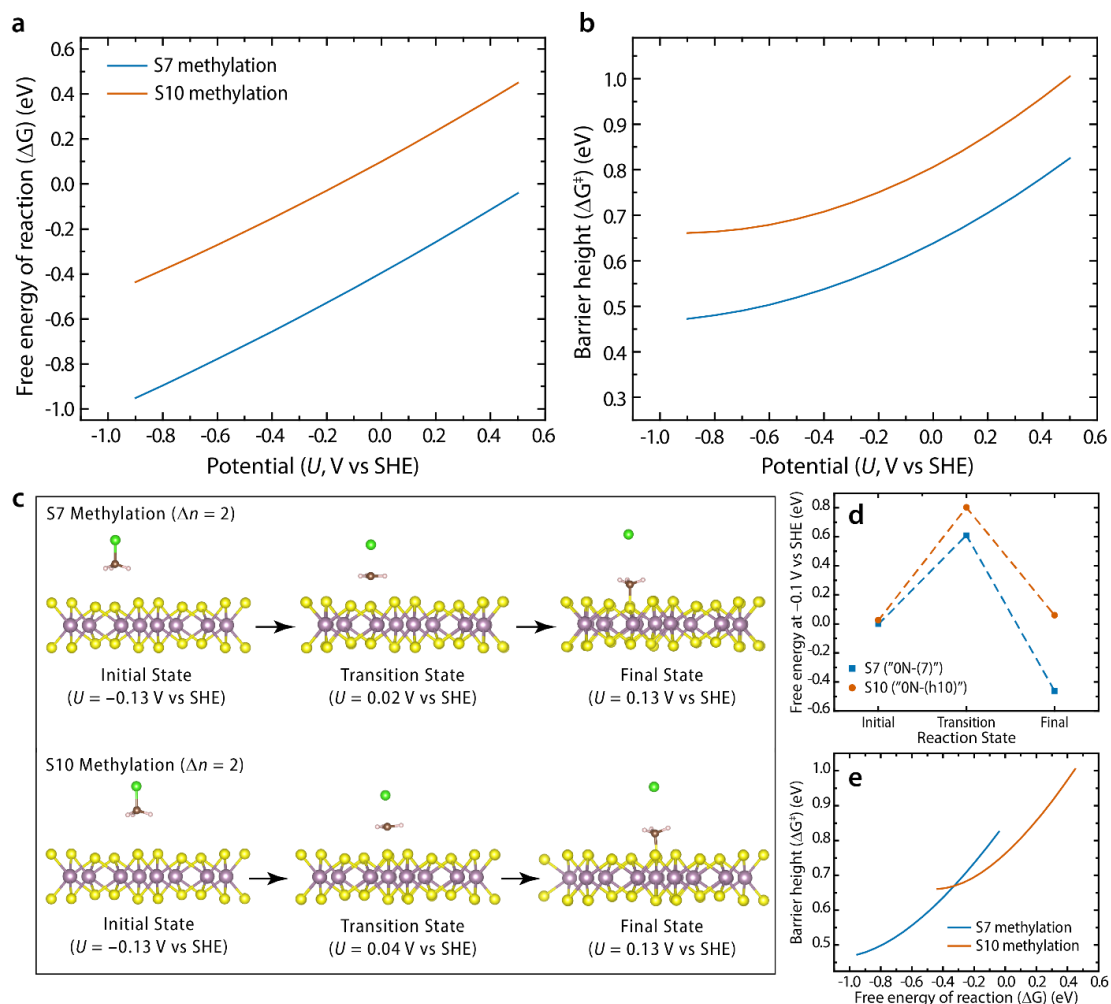 a
0.6
0.4
0.2
0.0
-0.2
-0.4
-0.6
-0.8
-1.0
Free energy of reaction (ΔG) (eV)
S7 methylation
S10 methylation
-1.0 -0.8 -0.6 -0.4 -0.2 0.0 0.2 0.4 0.6
Potential (U, V vs SHE)
b
1.0
0.9
0.8
0.7
0.6
0.5
0.4
0.3
Barrier height (ΔG‡) (eV)
-1.0 -0.8 -0.6 -0.4 -0.2 0.0 0.2 0.4 0.6
Potential (U, V vs SHE)
c
S7 Methylation (Δn = 2)
Initial State
(U = –0.13 V vs SHE)
Transition State
(U = 0.02 V vs SHE)
Final State
(U = 0.13 V vs SHE)
S10 Methylation (Δn = 2)
Initial State
(U = –0.13 V vs SHE)
Transition State
(U = 0.04 V vs SHE)
Final State
(U = 0.13 V vs SHE)
d
0.8
0.6
0.4
0.2
0.0
-0.2
-0.4
-0.6
Free energy at –0.1 V vs SHE (eV)
S7 ("0N-(7)")
S10 ("0N-(h10)")
Initial Transition Final
Reaction State
e
1.0
0.9
0.8
0.7
0.6
0.5
Barrier height (ΔG‡) (eV)
S7 methylation
S10 methylation
-1.0 -0.8 -0.6 -0.4 -0.2 0.0 0.2 0.4 0.6
Free energy of reaction (ΔG) (eV)